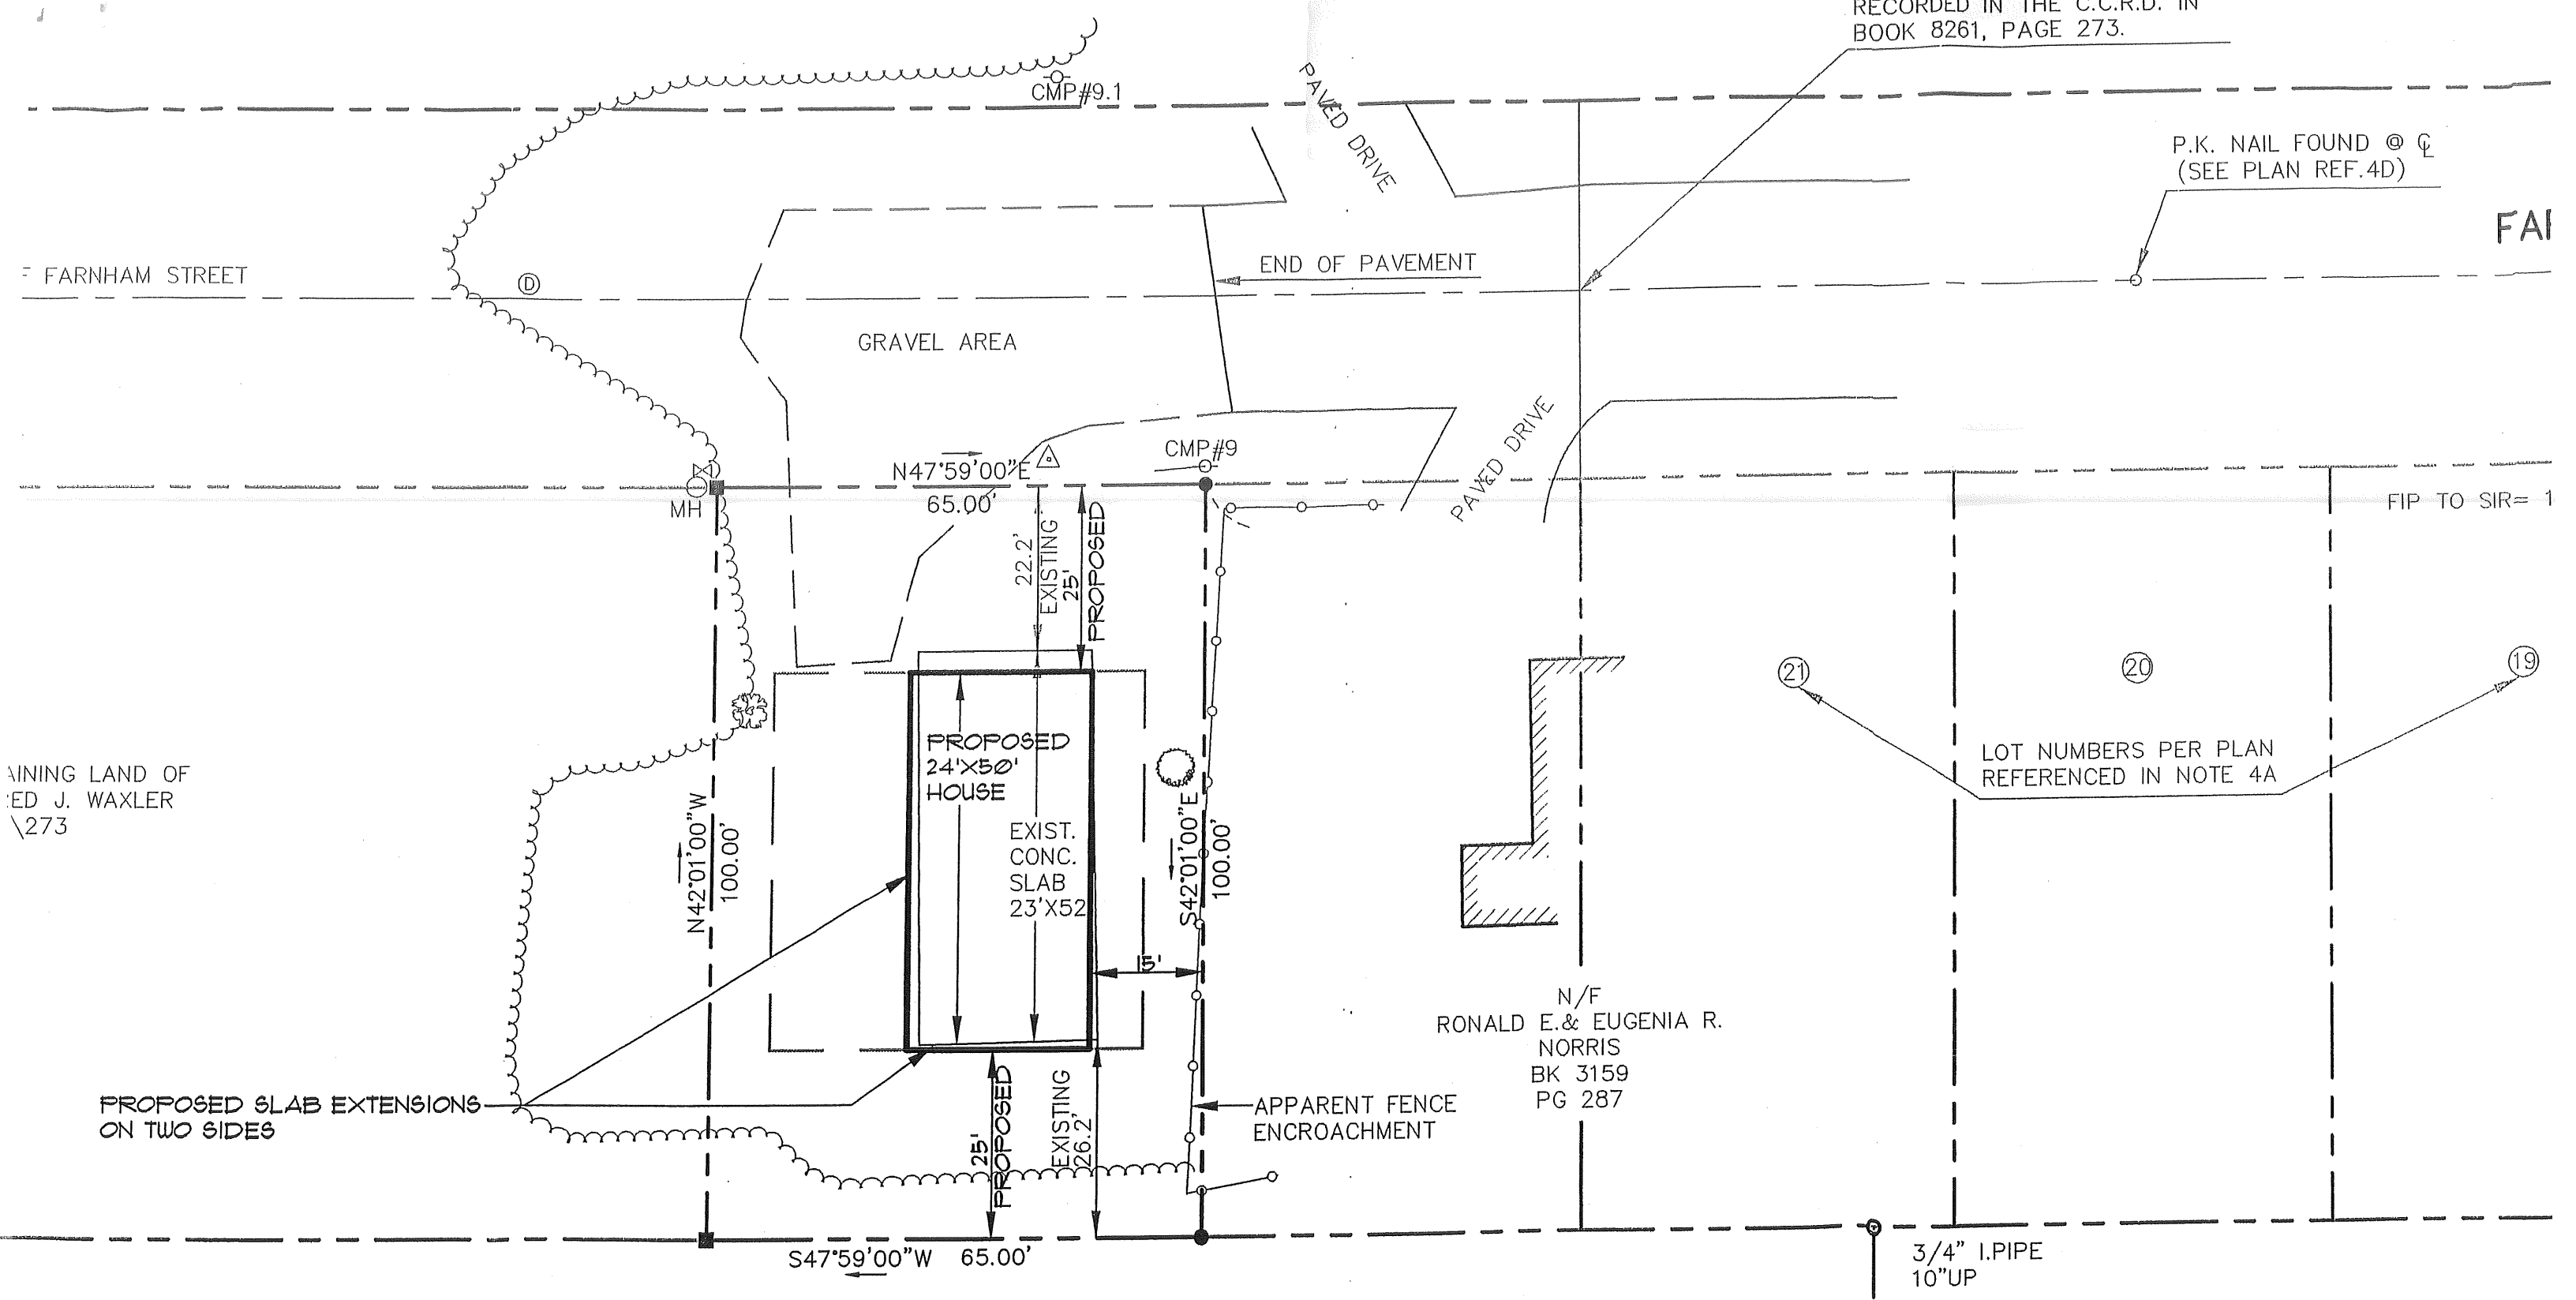 RECORDED IN THE C.C.R.D. IN
BOOK 8261, PAGE 273.
CMP#9.1
PAVED DRIVE
P.K. NAIL FOUND @ ℄
(SEE PLAN REF.4D)
FARNHAM STREET
D
END OF PAVEMENT
GRAVEL AREA
CMP#9
PAVED DRIVE
N47°59'00"E
65.00'
MH
FIP TO SIR= 1
22.2'
EXISTING
25'
PROPOSED
21
20
19
LOT NUMBERS PER PLAN
REFERENCED IN NOTE 4A
PROPOSED
24'X50'
HOUSE
EXIST.
CONC.
SLAB
23'X52
LAND OF
J. WAXLER
\273
N42°01'00"W
100.00'
S42°01'00"E
100.00'
15'
N/F
RONALD E.& EUGENIA R.
NORRIS
BK 3159
PG 287
PROPOSED SLAB EXTENSIONS
ON TWO SIDES
25'
PROPOSED
EXISTING
26.2'
APPARENT FENCE
ENCROACHMENT
S47°59'00"W 65.00'
3/4" I.PIPE
10"UP